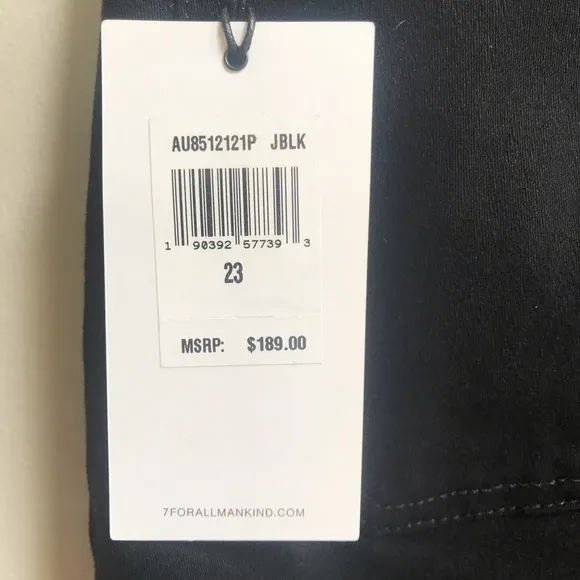 AU8512121P JBLK
1 90392 57739 3
23
MSRP: $189.00
7FORALLMANKIND.COM